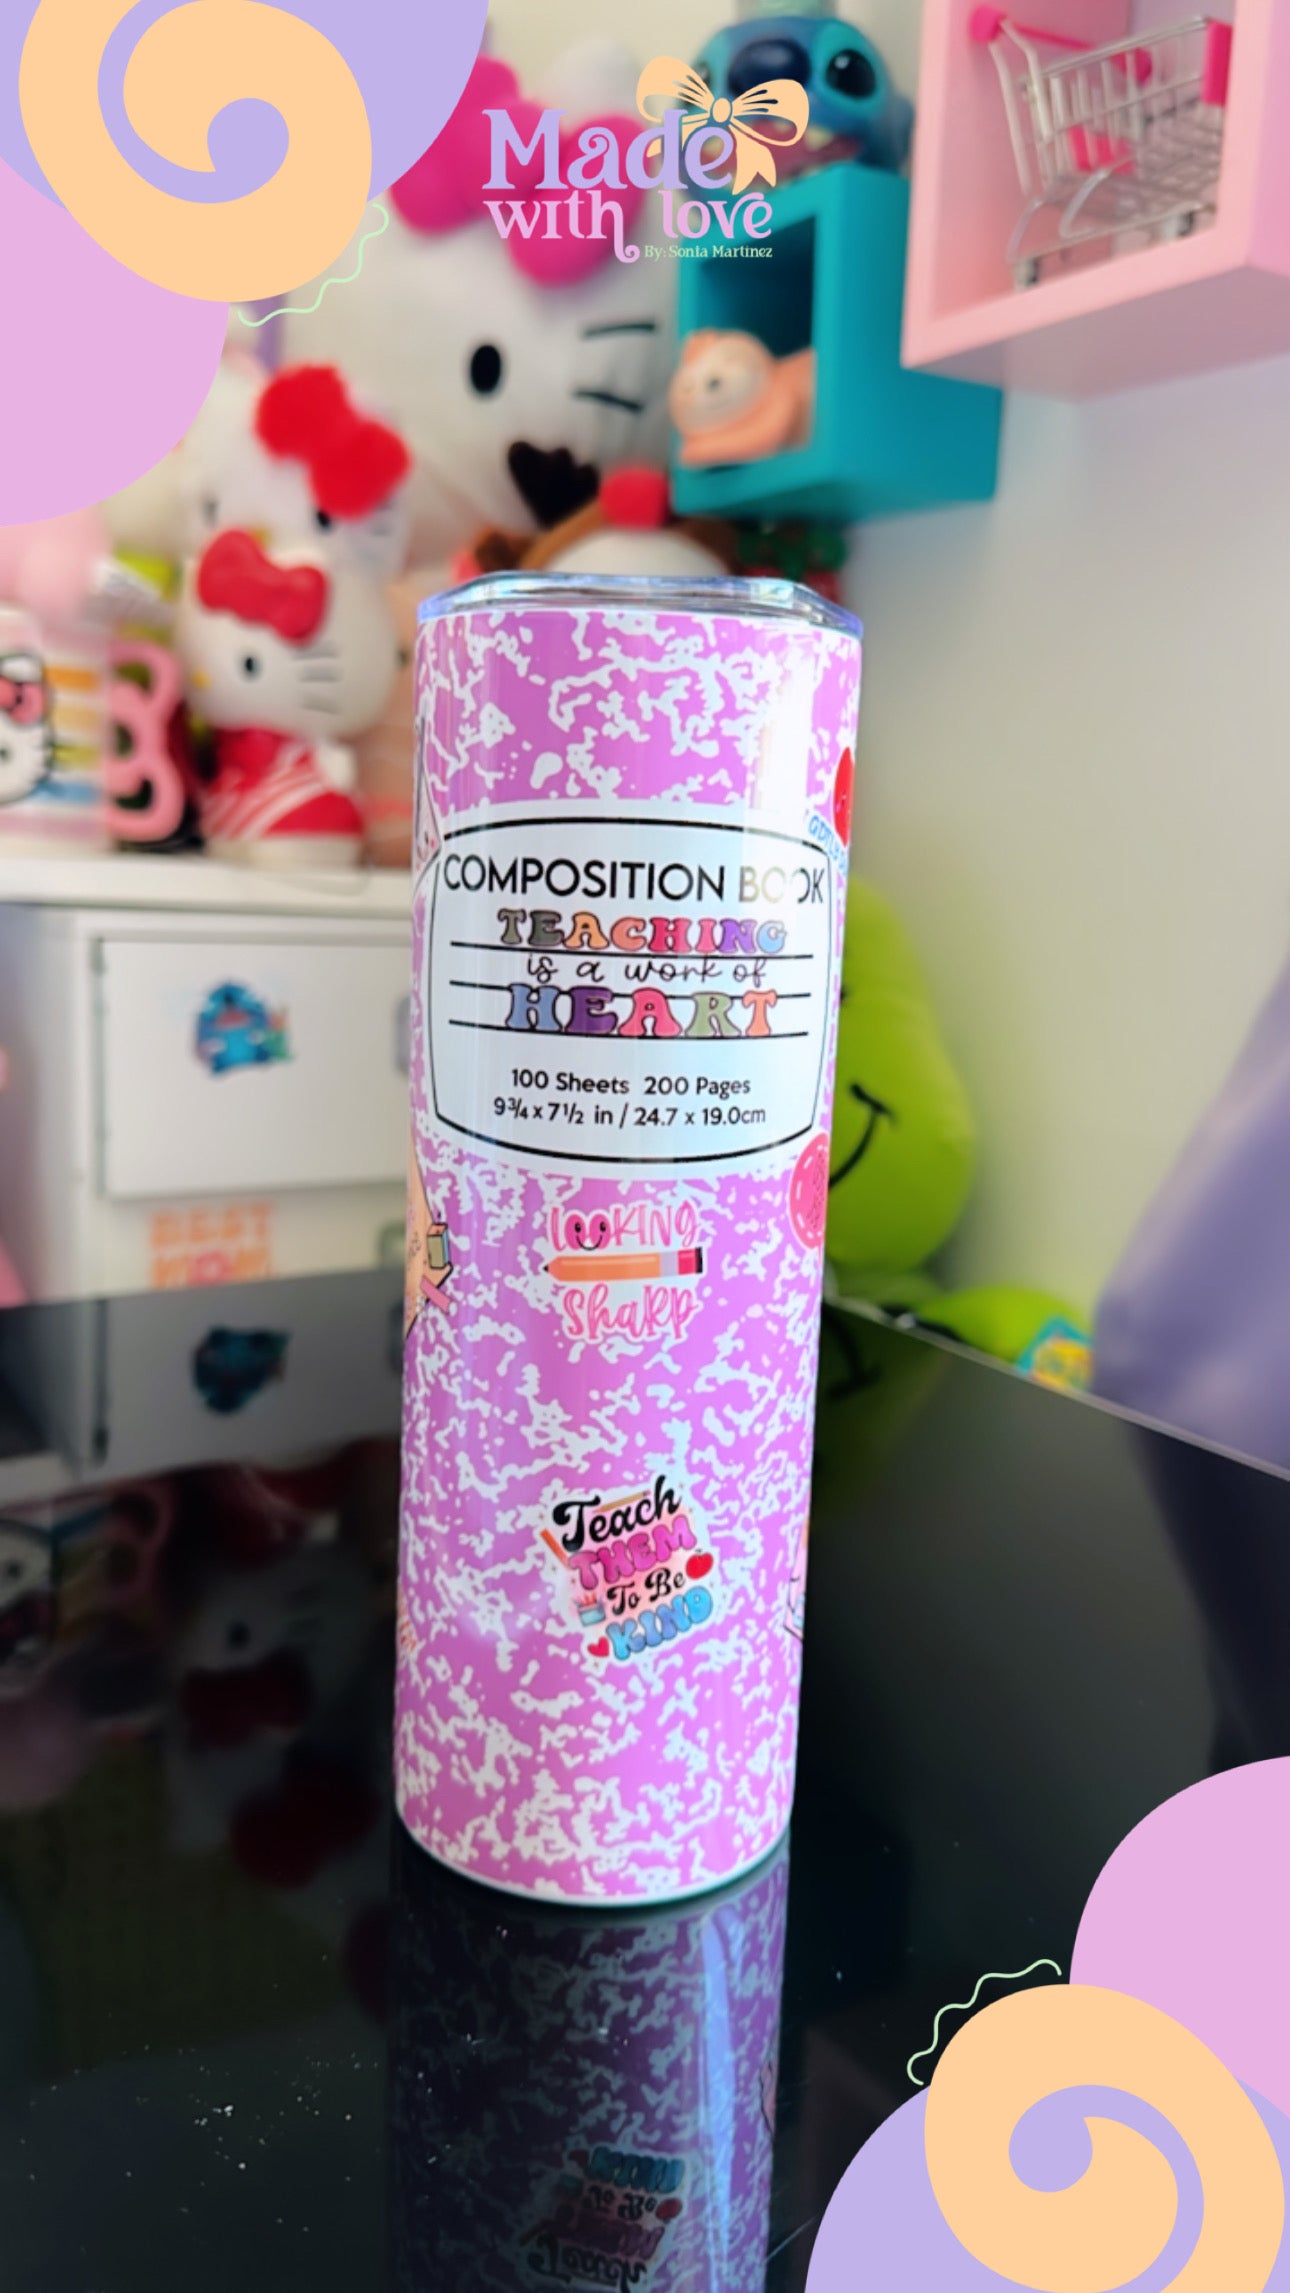 Made
with love
By: Sonia Martinez
COMPOSITION BOOK
TEACHING
is a work of
HEART
100 Sheets 200 Pages
9¾ x 7½ in / 24.7 x 19.0cm
LOOKING
Sharp
Teach
THEM
To Be
KIND